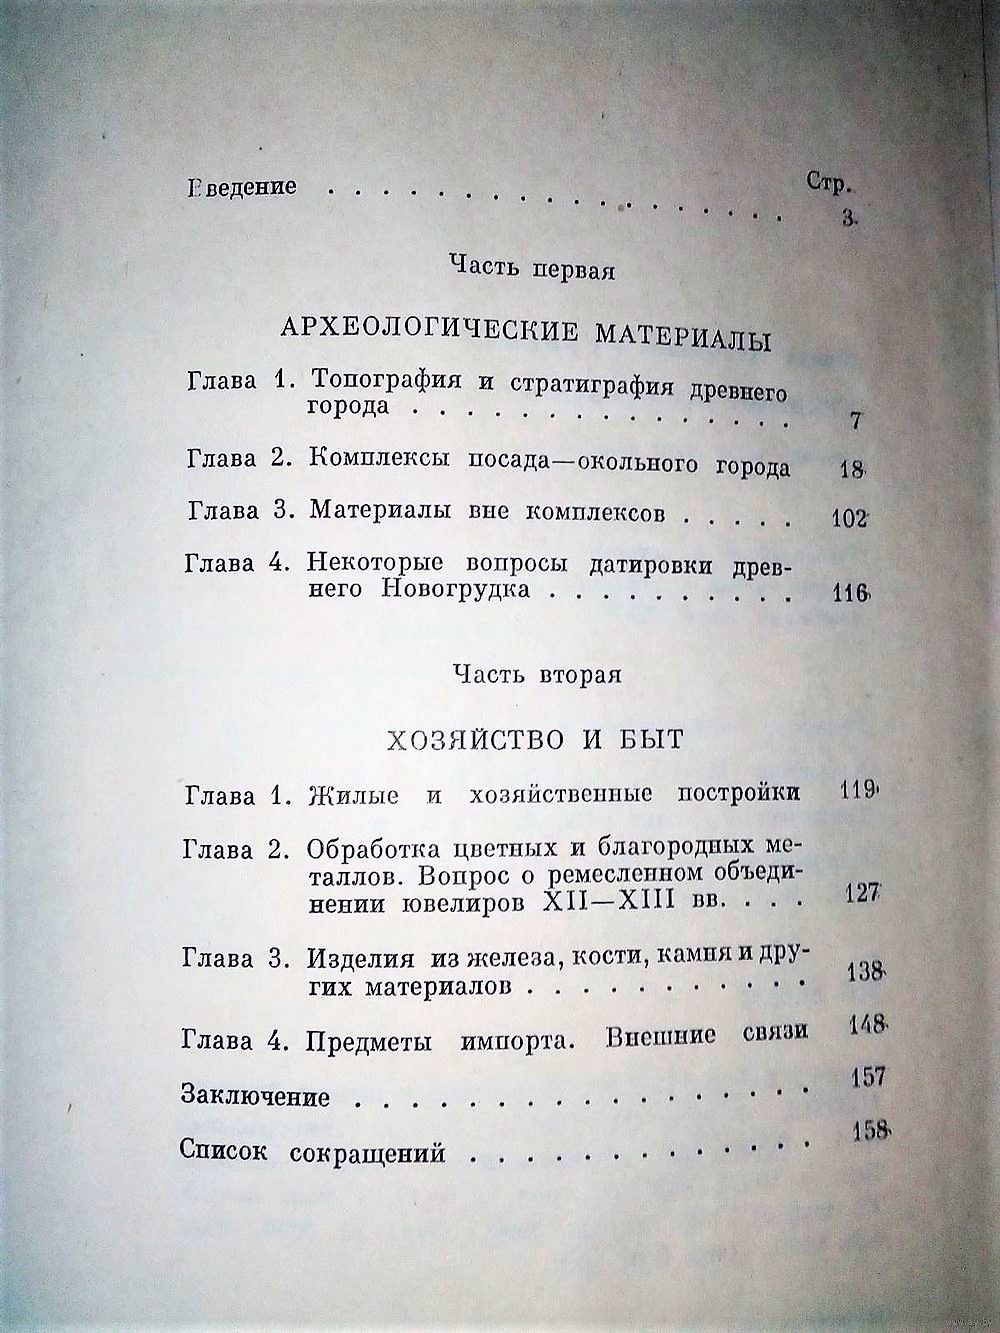 Стр.
Введение . . . . . . . . . . . . . . . . . 3
Часть первая
АРХЕОЛОГИЧЕСКИЕ МАТЕРИАЛЫ
Глава 1. Топография и стратиграфия древнего
города . . . . . . . . . . . . . . 7
Глава 2. Комплексы посада—окольного города 18
Глава 3. Материалы вне комплексов . . . . . 102
Глава 4. Некоторые вопросы датировки древ-
него Новогрудка . . . . . . . . . . 116
Часть вторая
ХОЗЯЙСТВО И БЫТ
Глава 1. Жилые и хозяйственные постройки 119
Глава 2. Обработка цветных и благородных ме-
таллов. Вопрос о ремесленном объеди-
нении ювелиров XII—XIII вв. . . . 127
Глава 3. Изделия из железа, кости, камня и дру-
гих материалов . . . . . . . . . . . 138
Глава 4. Предметы импорта. Внешние связи 148
Заключение . . . . . . . . . . . . . . . . . 157
Список сокращений . . . . . . . . . . . . . 158